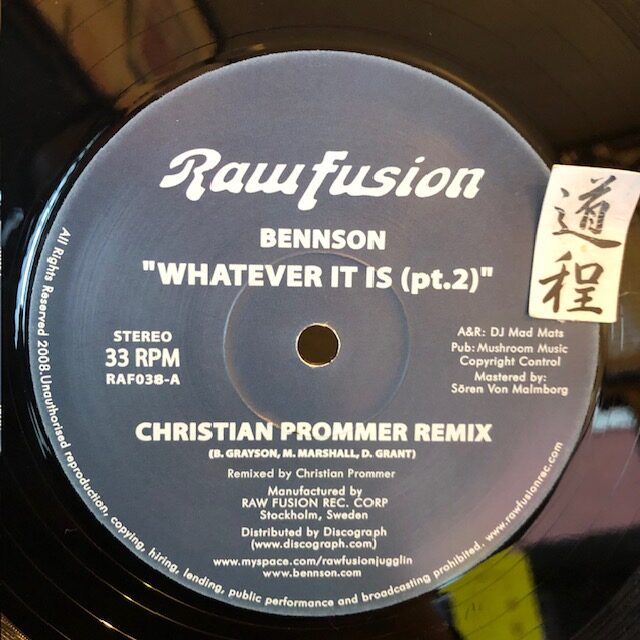 Raw Fusion
BENNSON
"WHATEVER IT IS (pt.2)"
道程
STEREO
33 RPM
RAF038-A
A&R: DJ Mad Mats
Pub: Mushroom Music
Copyright Control
Mastered by:
Sören Von Malmborg
CHRISTIAN PROMMER REMIX
(B. GRAYSON, M. MARSHALL, D. GRANT)
Remixed by Christian Prommer
Manufactured by
RAW FUSION REC. CORP
Stockholm, Sweden
Distributed by Discograph
(www.discograph.com)
www.myspace.com/rawfusionjugglin
www.bennson.com
All Rights Reserved 2008. Unauthorised reproduction, copying, hiring, lending, public performance and broadcasting prohibited. www.rawfusionrec.com